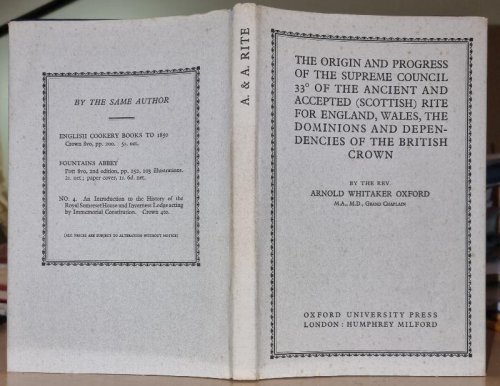 BY THE SAME AUTHOR
ENGLISH COOKERY BOOKS TO 1850
Crown 8vo, pp. 200. 5s. net.
FOUNTAINS ABBEY
Pott 8vo, 2nd edition, pp. 252, 105 illustrations.
2s. net; paper cover, 1s. 6d. net.
NO. 4. An Introduction to the History of the
Royal Somerset House and Inverness Lodge acting
by Immemorial Constitution. Crown 4to.
(ALL PRICES ARE SUBJECT TO ALTERATION WITHOUT NOTICE)
A. & A. RITE
THE ORIGIN AND PROGRESS
OF THE SUPREME COUNCIL
33° OF THE ANCIENT AND
ACCEPTED (SCOTTISH) RITE
FOR ENGLAND, WALES, THE
DOMINIONS AND DEPEN-
DENCIES OF THE BRITISH
CROWN
BY THE REV.
ARNOLD WHITAKER OXFORD
M.A., M.D., GRAND CHAPLAIN
OXFORD UNIVERSITY PRESS
LONDON : HUMPHREY MILFORD